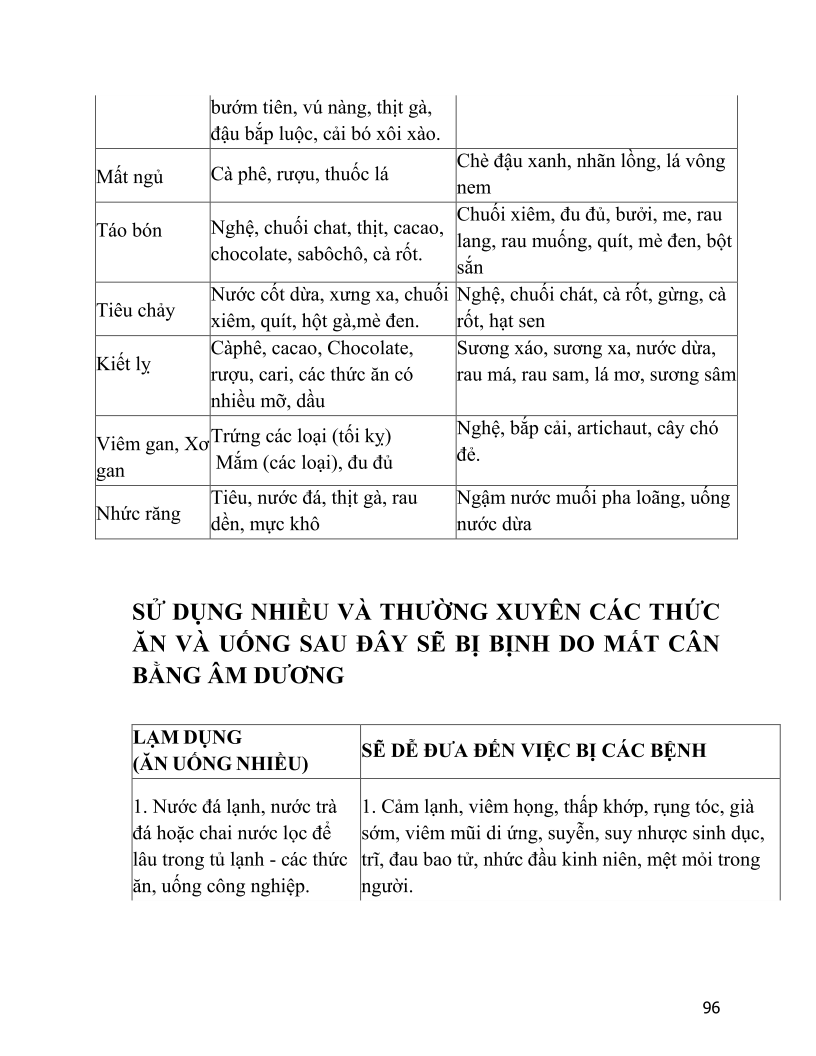 bướm tiên, vú nàng, thịt gà,
đậu bắp luộc, cải bó xôi xào.
Mất ngủ
Cà phê, rượu, thuốc lá
Chè đậu xanh, nhãn lồng, lá vông
nem
Táo bón
Nghệ, chuối chat, thịt, cacao,
chocolate, sabôchô, cà rốt.
Chuối xiêm, đu đủ, bưởi, me, rau
lang, rau muống, quít, mè đen, bột
sắn
Tiêu chảy
Nước cốt dừa, xưng xa, chuối
xiêm, quít, hột gà,mè đen.
Nghệ, chuối chát, cà rốt, gừng, cà
rốt, hạt sen
Kiết lỵ
Càphê, cacao, Chocolate,
rượu, cari, các thức ăn có
nhiều mỡ, dầu
Sương xáo, sương xa, nước dừa,
rau má, rau sam, lá mơ, sương sâm
Viêm gan, Xơ
gan
Trứng các loại (tối kỵ)
Mắm (các loại), đu đủ
Nghệ, bắp cải, artichaut, cây chó
đẻ.
Nhức răng
Tiêu, nước đá, thịt gà, rau
dền, mực khô
Ngậm nước muối pha loãng, uống
nước dừa
SỬ DỤNG NHIỀU VÀ THƯỜNG XUYÊN CÁC THỨC
ĂN VÀ UỐNG SAU ĐÂY SẼ BỊ BỊNH DO MẤT CÂN
BẰNG ÂM DƯƠNG
LẠM DỤNG
(ĂN UỐNG NHIỀU)
SẼ DỄ ĐƯA ĐẾN VIỆC BỊ CÁC BỆNH
1. Nước đá lạnh, nước trà
đá hoặc chai nước lọc để
lâu trong tủ lạnh - các thức
ăn, uống công nghiệp.
1. Cảm lạnh, viêm họng, thấp khớp, rụng tóc, già
sớm, viêm mũi di ứng, suyễn, suy nhược sinh dục,
trĩ, đau bao tử, nhức đầu kinh niên, mệt mỏi trong
người.
96